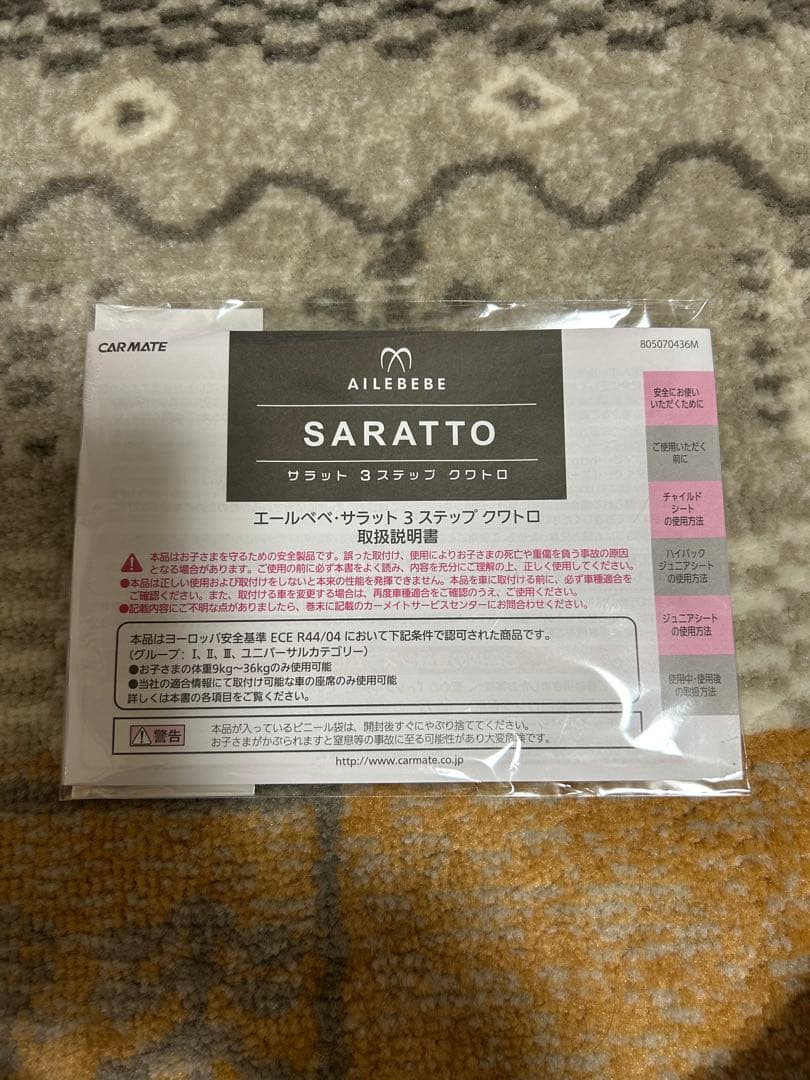 CARMATE
805070436M
AILEBEBE
SARATTO
サラット 3ステップ クワトロ
エールベベ・サラット 3 ステップ クワトロ
取扱説明書
本品はお子さまを守るための安全製品です。誤った取付け、使用によりお子さまの死亡や重傷を負う事故の原因
となる場合があります。ご使用の前に必ず本書をよく読み、内容を充分にご理解の上、正しく使用してください。
●本品は正しい使用および取付けをしないと本来の性能を発揮できません。本品を車に取付ける前に、必ず車種適合を
ご確認ください。また、取付ける車を変更する場合は、再度車種適合をご確認のうえ、ご使用ください。
●記載内容にご不明な点がありましたら、巻末に記載のカーメイトサービスセンターにお問合わせください。
本品はヨーロッパ安全基準 ECE R44/04 において下記条件で認可された商品です。
(グループ：Ⅰ、Ⅱ、Ⅲ、ユニバーサルカテゴリー)
●お子さまの体重9kg〜36kgのみ使用可能
●当社の適合情報にて取付け可能な車の座席のみ使用可能
詳しくは本書の各項目をご覧ください。
警告
本品が入っているビニール袋は、開封後すぐにやぶり捨ててください。
お子さまがかぶられますと窒息等の事故に至る可能性があり大変危険です。
http://www.carmate.co.jp
安全にお使い
いただくために
ご使用いただく
前に
チャイルド
シート
の使用方法
ハイバック
ジュニアシート
の使用方法
ジュニアシート
の使用方法
使用中・使用後
の取扱方法